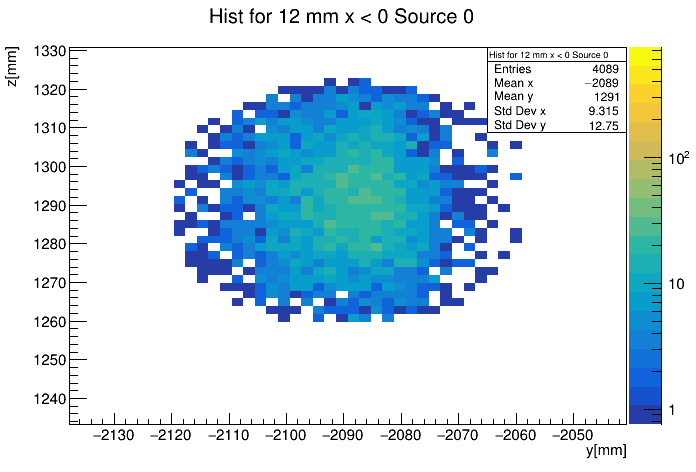 Hist for 12 mm x < 0 Source 0
z[mm]
1330
1320
1310
1300
1290
1280
1270
1260
1250
1240
Hist for 12 mm x < 0 Source 0
Entries 4089
Mean x −2089
Mean y 1291
Std Dev x 9.315
Std Dev y 12.75
10²
10
1
−2130 −2120 −2110 −2100 −2090 −2080 −2070 −2060 −2050
y[mm]